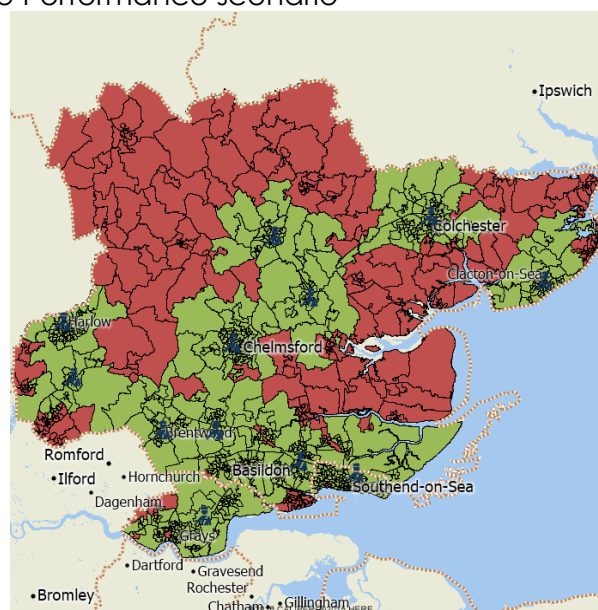 Performance scenario
Ipswich
Colchester
Clacton-on-Sea
Harlow
Chelmsford
Brentwood
Romford
Ilford
Hornchurch
Basildon
Dagenham
Southend-on-Sea
Grays
Dartford
Gravesend
Rochester
Bromley
Chatham
Gillingham
HERE